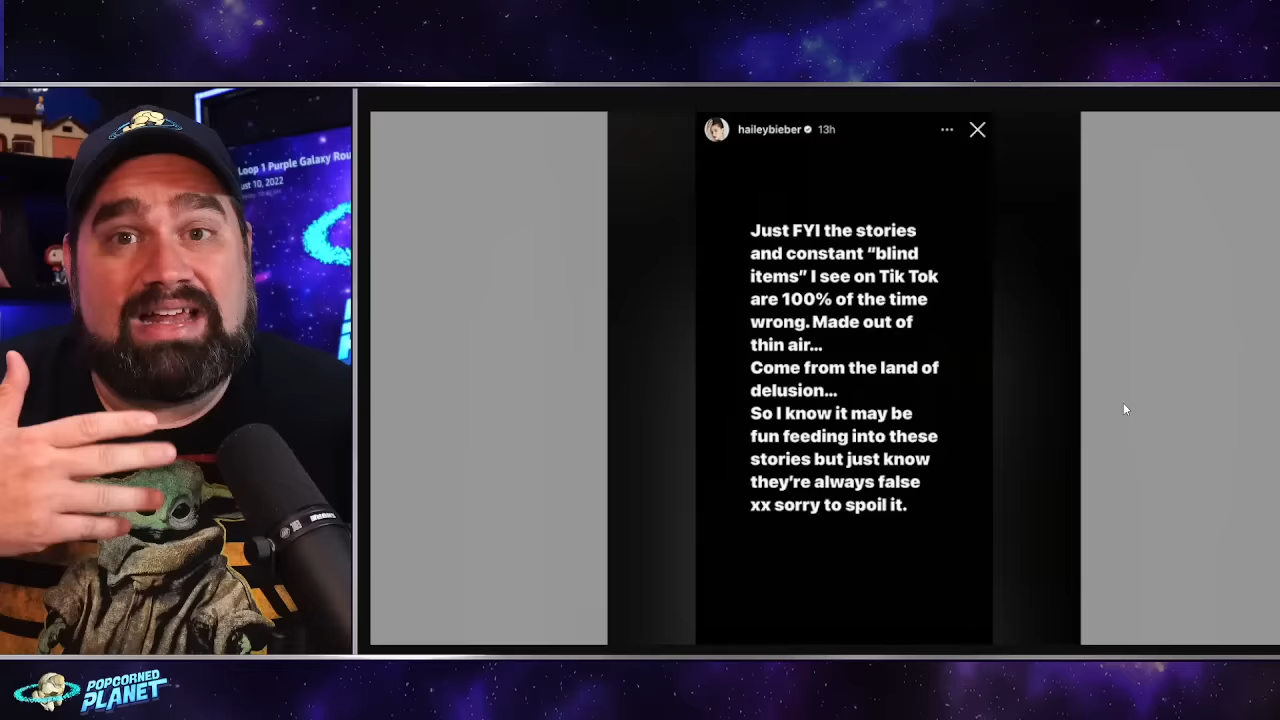 Loop 1 Purple Galaxy Rou
ust 10, 2022
haileybieber 13h
Just FYI the stories
and constant "blind
items" I see on Tik Tok
are 100% of the time
wrong. Made out of
thin air...
Come from the land of
delusion...
So I know it may be
fun feeding into these
stories but just know
they're always false
xx sorry to spoil it.
POPCORNED
PLANET